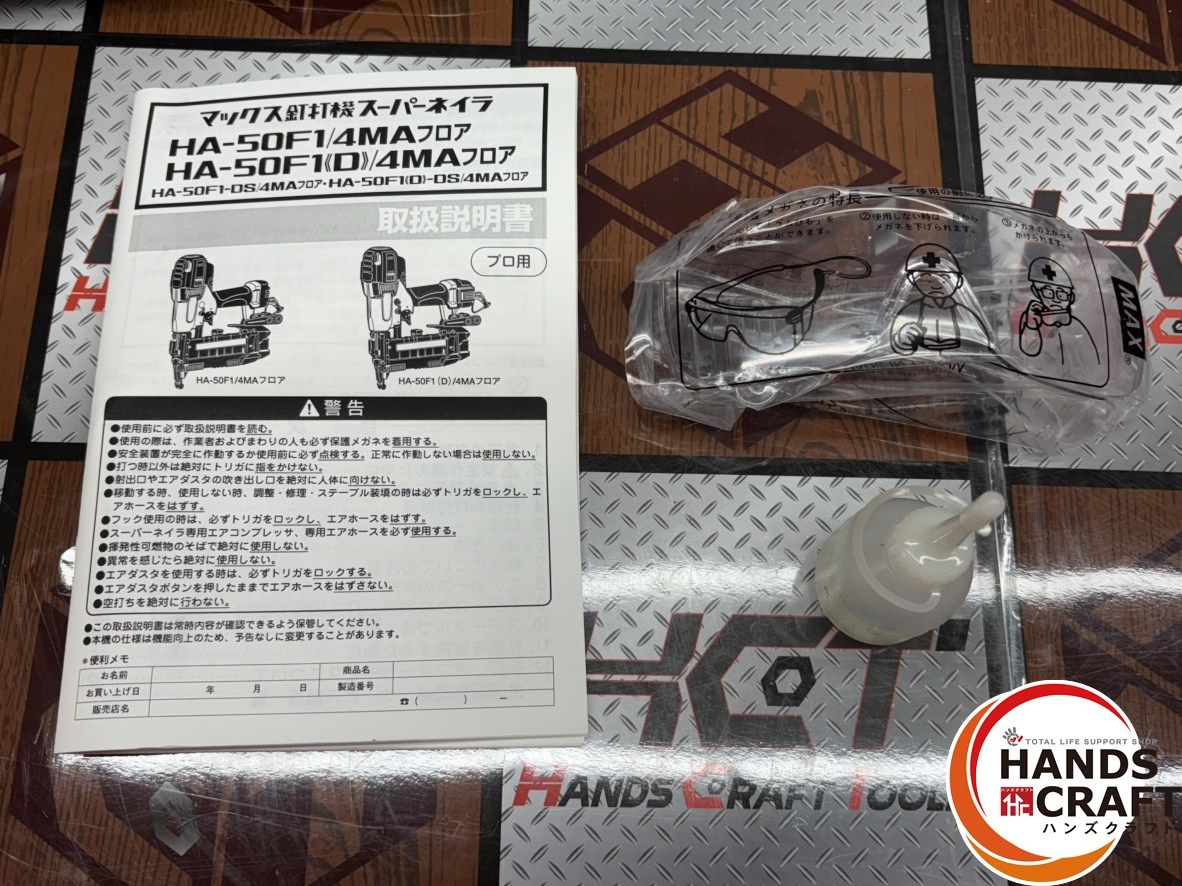 マックス釘打機スーパーネイラ
HA-50F1/4MAフロア
HA-50F1《D》/4MAフロア
HA-50F1-DS/4MAフロア・HA-50F1(D)-DS/4MAフロア
取扱説明書
プロ用
HA-50F1/4MAフロア
HA-50F1(D)/4MAフロア
警告
●使用前に必ず取扱説明書を読む。
●使用の際は、作業者およびまわりの人も必ず保護メガネを着用する。
●安全装置が完全に作動するか使用前に必ず点検する。正常に作動しない場合は使用しない。
●打つ時以外は絶対にトリガに指をかけない。
●射出口やエアダスタの吹き出し口を絶対に人体に向けない。
●移動する時、使用しない時、調整・修理・ステープル装填の時は必ずトリガをロックし、エ
アホースをはずす。
●フック使用の時は、必ずトリガをロックし、エアホースをはずす。
●スーパーネイラ専用エアコンプレッサ、専用エアホースを必ず使用する。
●揮発性可燃物のそばで絶対に使用しない。
●異常を感じたら絶対に使用しない。
●エアダスタを使用する時は、必ずトリガをロックする。
●エアダスタボタンを押したままでエアホースをはずさない。
●空打ちを絶対に行わない。
●この取扱説明書は常時内容が確認できるよう保管してください。
●本機の仕様は機能向上のため、予告なしに変更することがあります。
*便利メモ
お名前 商品名
お買い上げ日 年 月 日 製造番号
販売店名 ☎( ) ー
メガネの特長
②使用しない時は から
メガネを下げられます。
③メガネの上からも
かけられます。
MAX
HCT
HANDS CRAFT TOOL
TOTAL LIFE SUPPORT SHOP
HANDS
ハンズクラフト
CRAFT
ハンズクラフト